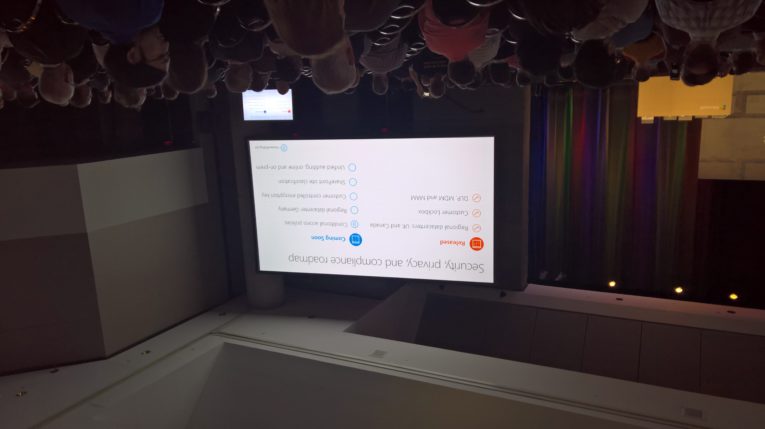 Security, privacy, and compliance roadmap
Released
Regional datacenters: UK and Canada
Customer Lockbox
DLP, MDM and MAM
Coming Soon
Conditional access policies
Regional datacenter: Germany
Customer controlled encryption key
SharePoint site classification
Unified auditing, online and on-prem